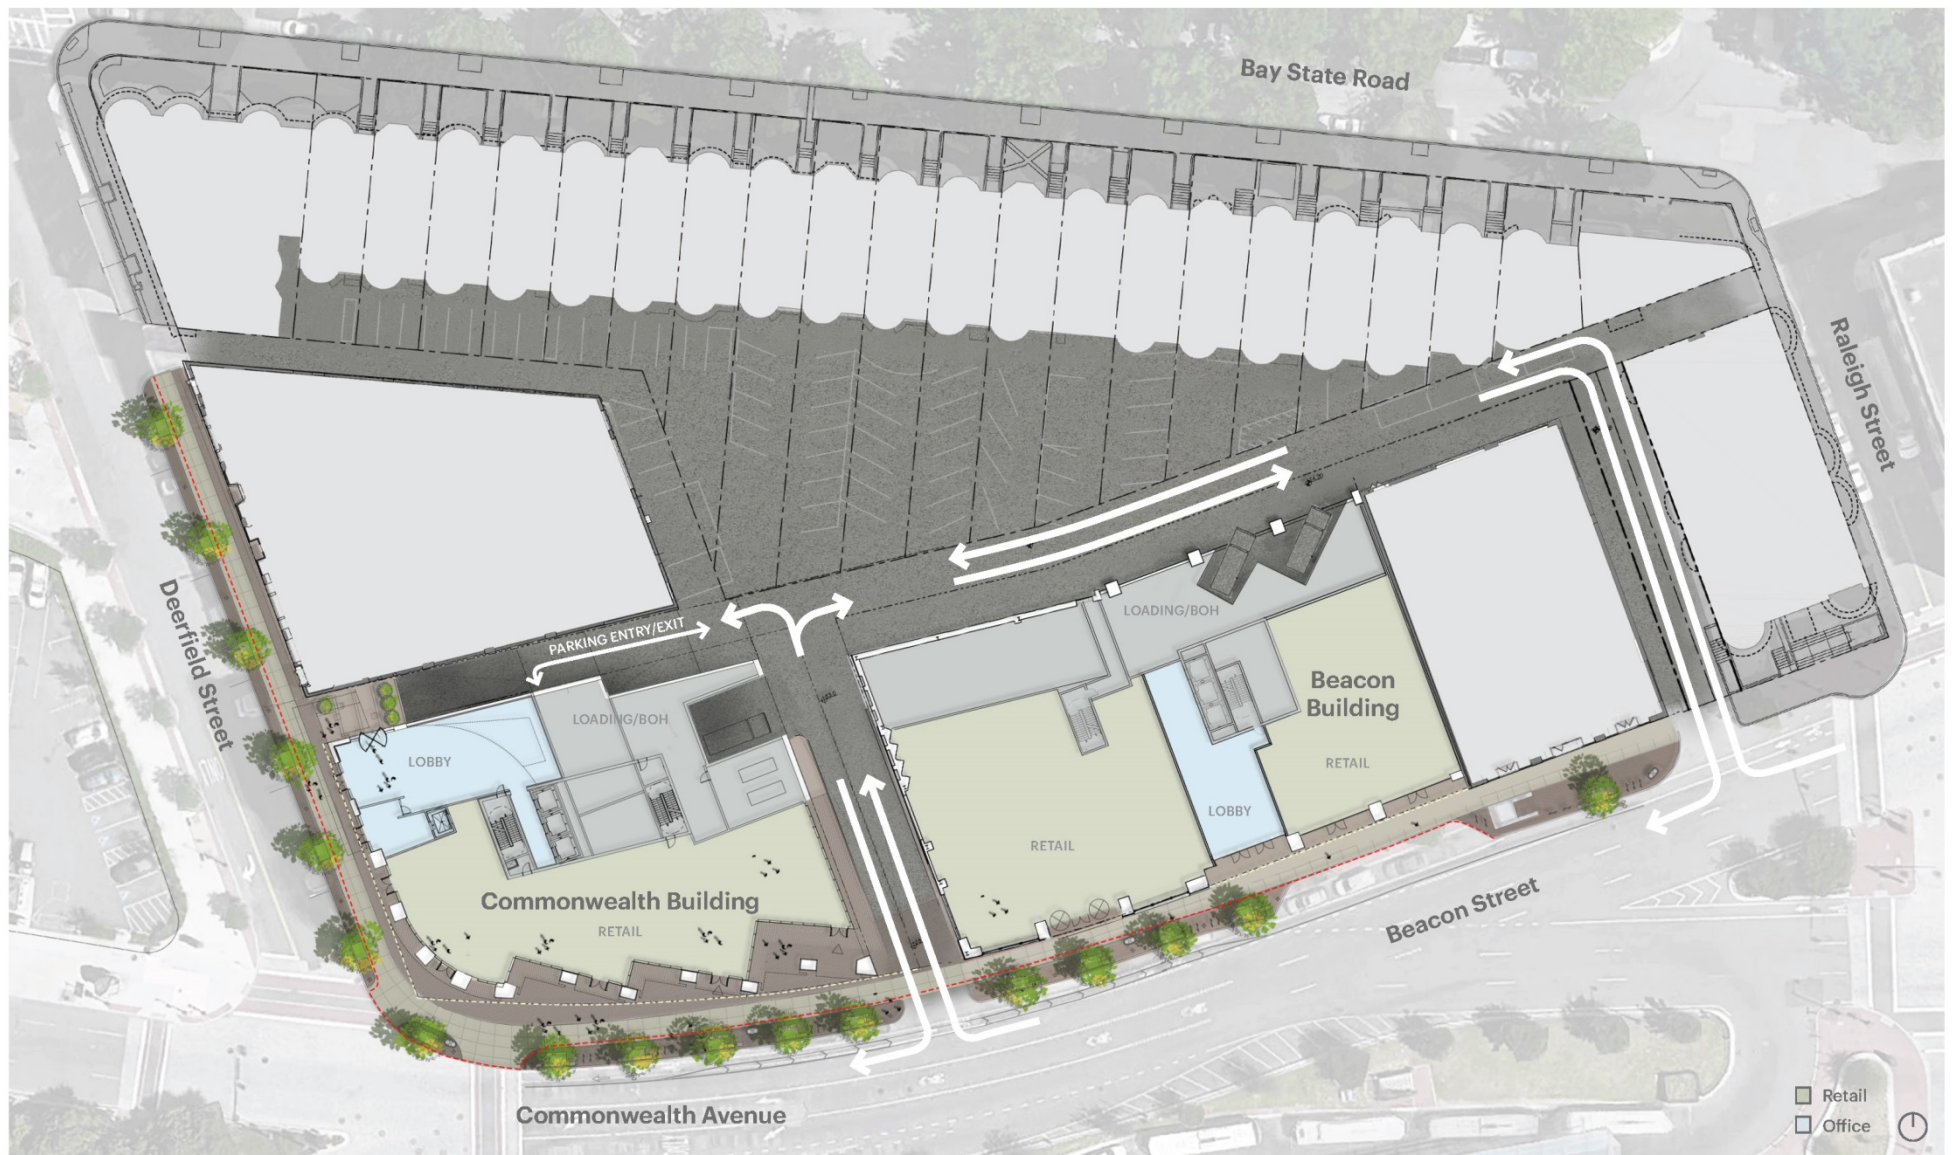 Bay State Road
Raleigh Street
Deerfield Street
PARKING ENTRY/EXIT
LOADING/BOH
LOADING/BOH
Beacon
Building
RETAIL
LOBBY
LOBBY
RETAIL
Commonwealth Building
RETAIL
Beacon Street
Commonwealth Avenue
Retail
Office